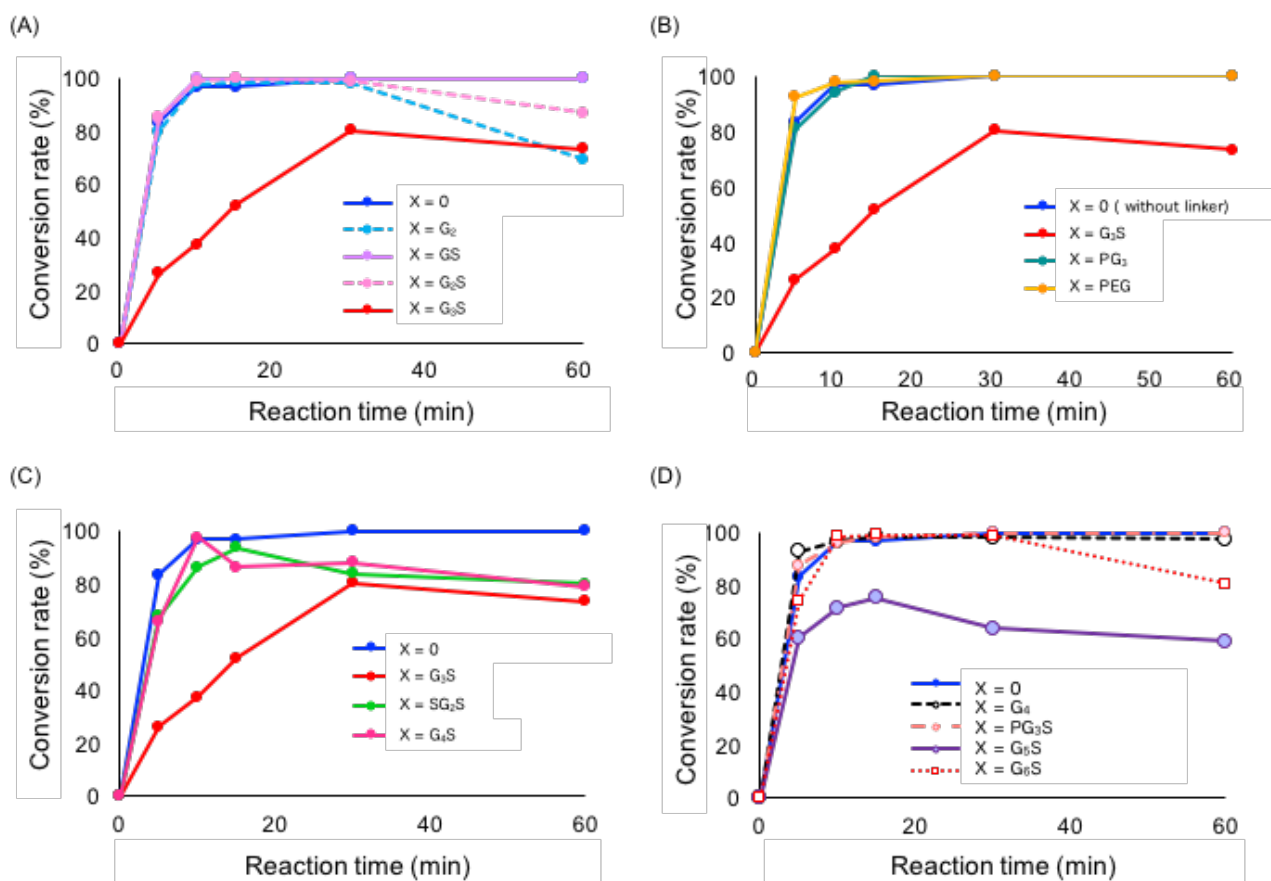 (A)
Conversion rate (%)
100
80
60
40
20
0
0 20 40 60
Reaction time (min)
X = 0
X = G₂
X = GS
X = G₂S
X = G₃S
(B)
Conversion rate (%)
100
80
60
40
20
0
0 10 20 30 40 50 60
Reaction time (min)
X = 0 ( without linker)
X = G₃S
X = PG₃
X = PEG
(C)
Conversion rate (%)
100
80
60
40
20
0
0 20 40 60
Reaction time (min)
X = 0
X = G₃S
X = SG₂S
X = G₄S
(D)
Conversion rate (%)
100
80
60
40
20
0
0 20 40 60
Reaction time (min)
X = 0
X = G₄
X = PG₃S
X = G₅S
X = G₆S